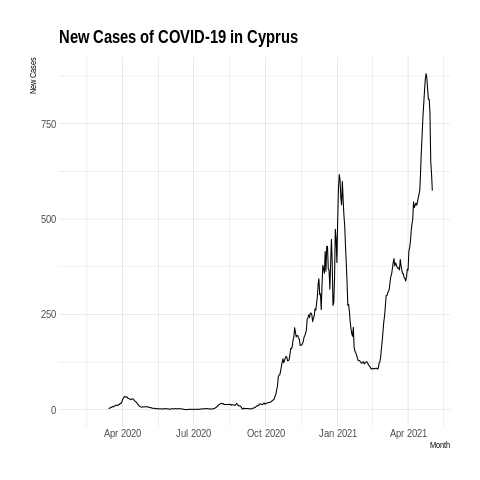 New Cases of COVID-19 in Cyprus
New Cases
750
500
250
0
Apr 2020 Jul 2020 Oct 2020 Jan 2021 Apr 2021
Month